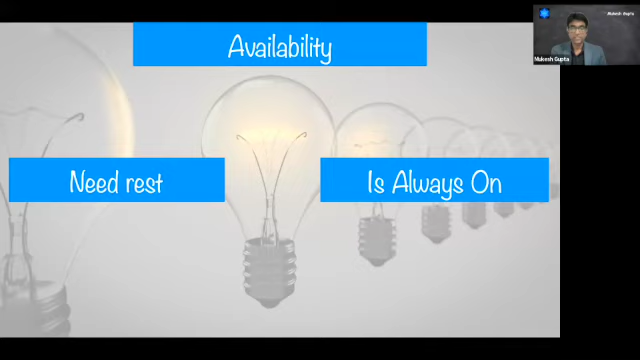 Availability
Mukesh Gupta
Mukesh Gupta
Need rest
Is Always On